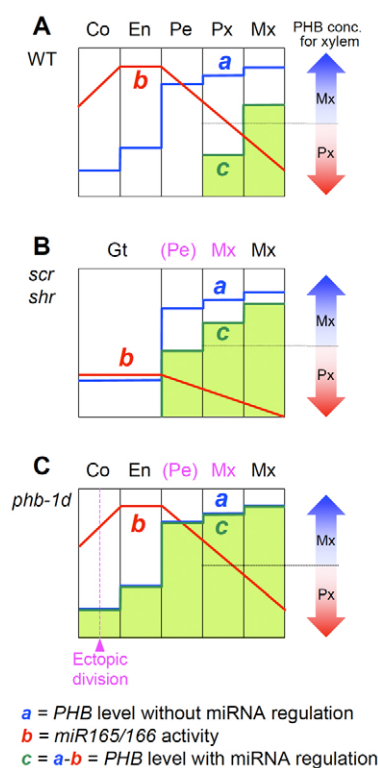 A
Co En Pe Px Mx
PHB conc.
for xylem
WT
a
b
c
Mx
Px
B
Gt (Pe) Mx Mx
scr
shr
a
b
c
Mx
Px
C
Co En (Pe) Mx Mx
phb-1d
a
b
c
Mx
Px
Ectopic
division
a = PHB level without miRNA regulation
b = miR165/166 activity
c = a-b = PHB level with miRNA regulation